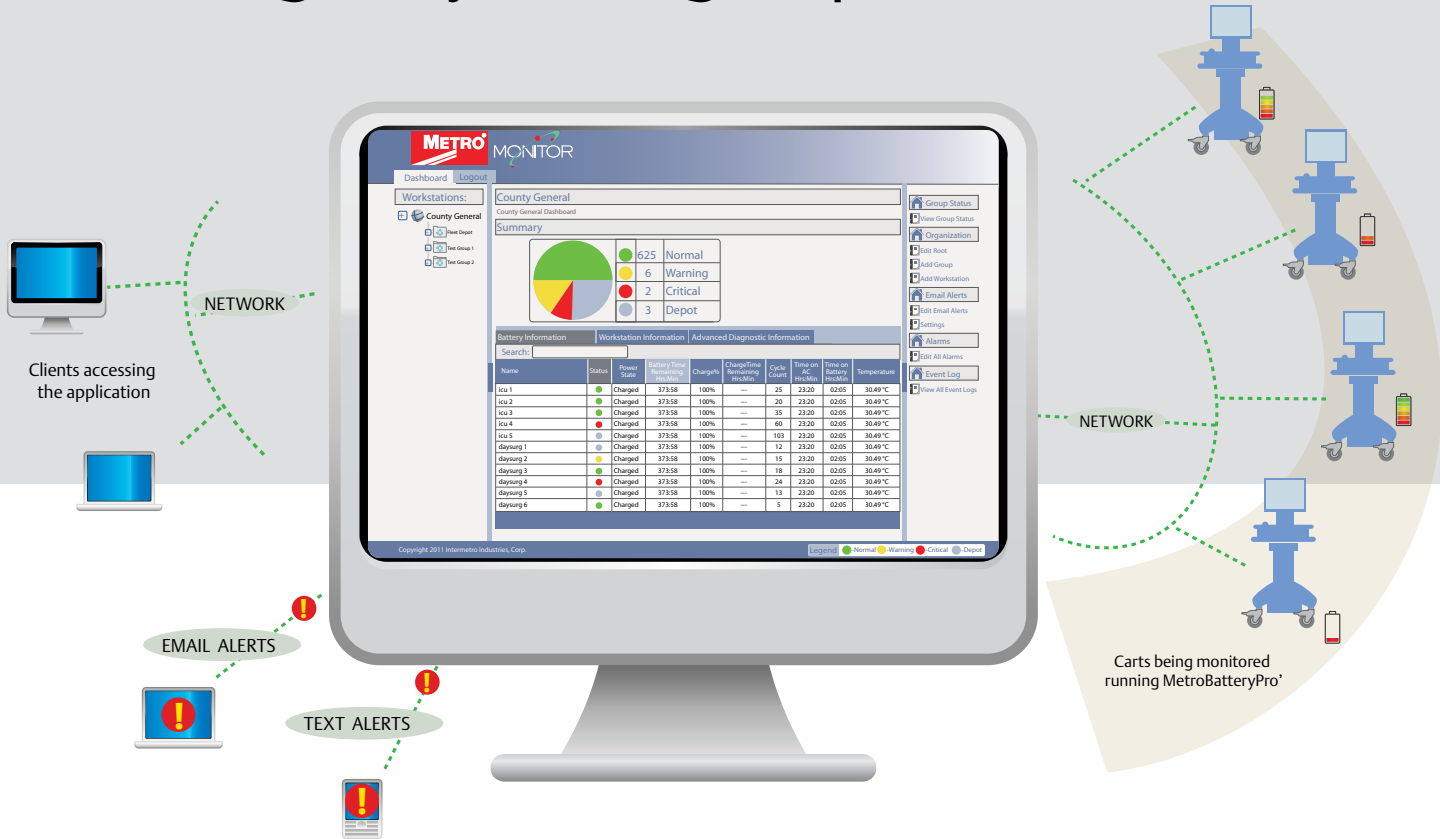 METRO
MONITOR
Dashboard Logout
Workstations:
County General
Fleet Depot
Test Group 1
Test Group 2
County General
County General Dashboard
Summary
625 Normal
6 Warning
2 Critical
3 Depot
Battery Information Workstation Information Advanced Diagnostic Information
Search:
Name Status Power State Battery Time Remaining Hrs:Min Charge% ChargeTime Remaining Hrs:Min Cycle Count Time on AC Hrs:Min Time on Battery Hrs:Min Temperature
icu 1 Charged 373:58 100% --- 25 23:20 02:05 30.49 °C
icu 2 Charged 373:58 100% --- 20 23:20 02:05 30.49 °C
icu 3 Charged 373:58 100% --- 35 23:20 02:05 30.49 °C
icu 4 Charged 373:58 100% --- 60 23:20 02:05 30.49 °C
icu 5 Charged 373:58 100% --- 103 23:20 02:05 30.49 °C
daysurg 1 Charged 373:58 100% --- 12 23:20 02:05 30.49 °C
daysurg 2 Charged 373:58 100% --- 15 23:20 02:05 30.49 °C
daysurg 3 Charged 373:58 100% --- 18 23:20 02:05 30.49 °C
daysurg 4 Charged 373:58 100% --- 24 23:20 02:05 30.49 °C
daysurg 5 Charged 373:58 100% --- 13 23:20 02:05 30.49 °C
daysurg 6 Charged 373:58 100% --- 5 23:20 02:05 30.49 °C
Group Status
View Group Status
Organization
Edit Root
Add Group
Add Workstation
Email Alerts
Edit Email Alerts
Settings
Alarms
Edit All Alarms
Event Log
View All Event Logs
Copyright 2011 Intermetro Industries, Corp.
Legend -Normal -Warning -Critical -Depot
NETWORK
Clients accessing
the application
NETWORK
EMAIL ALERTS
!
!
TEXT ALERTS
!
!
Carts being monitored
running MetroBatteryPro’